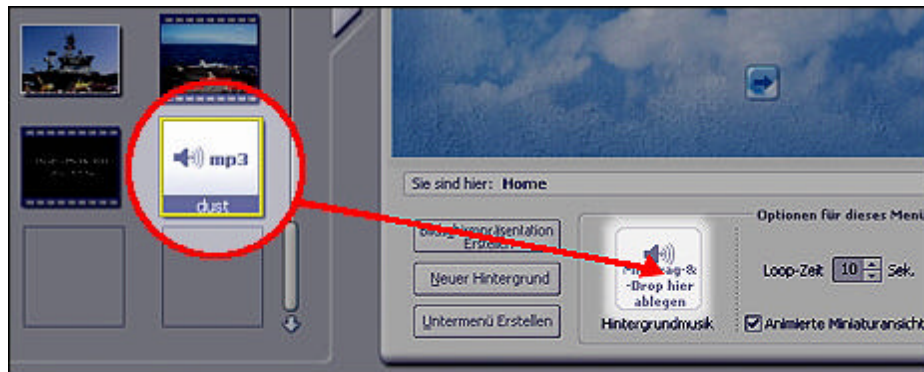 mp3
dust
Sie sind hier: Home
Erstellen
Neuer Hintergrund
Untermenü Erstellen
-Drop hier
ablegen
Hintergrundmusik
Optionen für dieses Menü
Loop-Zeit 10 Sek.
Animierte Miniaturansicht